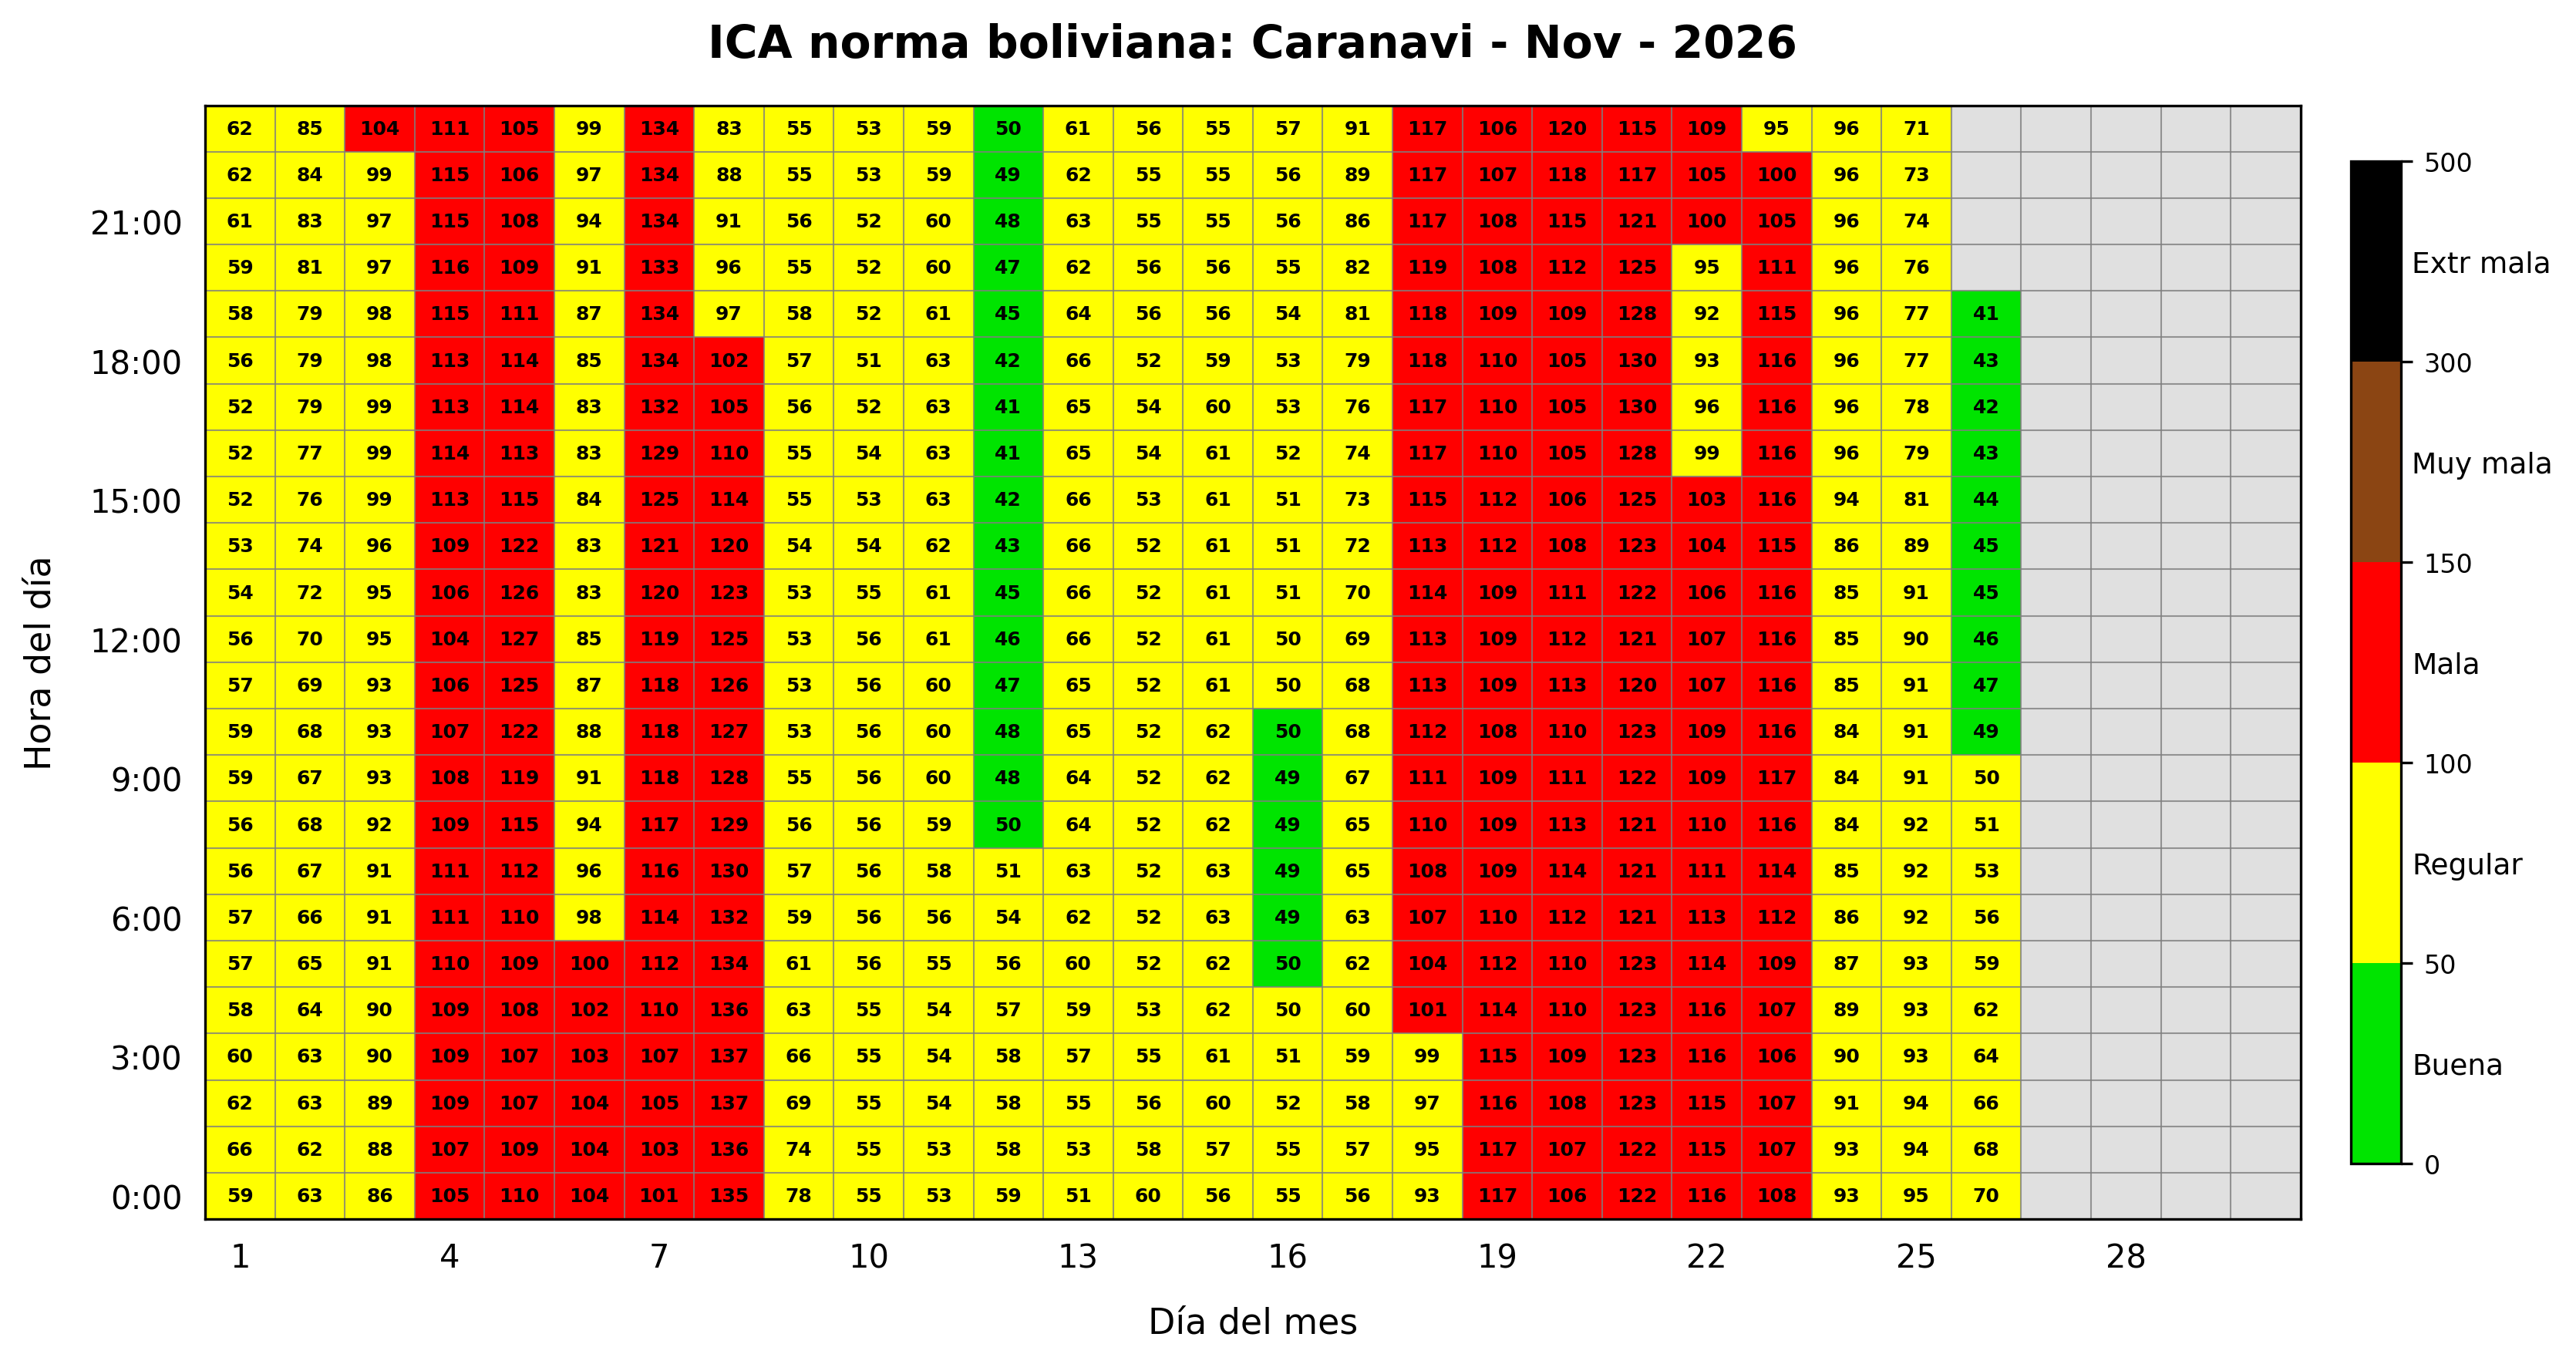 ICA norma boliviana: Caranavi - Nov - 2026
62 85 104 111 105 99 134 83 55 53 59 50 61 56 55 57 91 117 106 120 115 109 95 96 71
62 84 99 115 106 97 134 88 55 53 59 49 62 55 55 56 89 117 107 118 117 105 100 96 73
21:00 61 83 97 115 108 94 134 91 56 52 60 48 63 55 55 56 86 117 108 115 121 100 105 96 74
59 81 97 116 109 91 133 96 55 52 60 47 62 56 56 55 82 119 108 112 125 95 111 96 76
58 79 98 115 111 87 134 97 58 52 61 45 64 56 56 54 81 118 109 109 128 92 115 96 77 41
18:00 56 79 98 113 114 85 134 102 57 51 63 42 66 52 59 53 79 118 110 105 130 93 116 96 77 43
52 79 99 113 114 83 132 105 56 52 63 41 65 54 60 53 76 117 110 105 130 96 116 96 78 42
52 77 99 114 113 83 129 110 55 54 63 41 65 54 61 52 74 117 110 105 128 99 116 96 79 43
15:00 52 76 99 113 115 84 125 114 55 53 63 42 66 53 61 51 73 115 112 106 125 103 116 94 81 44
53 74 96 109 122 83 121 120 54 54 62 43 66 52 61 51 72 113 112 108 123 104 115 86 89 45
54 72 95 106 126 83 120 123 53 55 61 45 66 52 61 51 70 114 109 111 122 106 116 85 91 45
12:00 56 70 95 104 127 85 119 125 53 56 61 46 66 52 61 50 69 113 109 112 121 107 116 85 90 46
57 69 93 106 125 87 118 126 53 56 60 47 65 52 61 50 68 113 109 113 120 107 116 85 91 47
59 68 93 107 122 88 118 127 53 56 60 48 65 52 62 50 68 112 108 110 123 109 116 84 91 49
9:00 59 67 93 108 119 91 118 128 55 56 60 48 64 52 62 49 67 111 109 111 122 109 117 84 91 50
56 68 92 109 115 94 117 129 56 56 59 50 64 52 62 49 65 110 109 113 121 110 116 84 92 51
56 67 91 111 112 96 116 130 57 56 58 51 63 52 63 49 65 108 109 114 121 111 114 85 92 53
6:00 57 66 91 111 110 98 114 132 59 56 56 54 62 52 63 49 63 107 110 112 121 113 112 86 92 56
57 65 91 110 109 100 112 134 61 56 55 56 60 52 62 50 62 104 112 110 123 114 109 87 93 59
58 64 90 109 108 102 110 136 63 55 54 57 59 53 62 50 60 101 114 110 123 116 107 89 93 62
3:00 60 63 90 109 107 103 107 137 66 55 54 58 57 55 61 51 59 99 115 109 123 116 106 90 93 64
62 63 89 109 107 104 105 137 69 55 54 58 55 56 60 52 58 97 116 108 123 115 107 91 94 66
66 62 88 107 109 104 103 136 74 55 53 58 53 58 57 55 57 95 117 107 122 115 107 93 94 68
0:00 59 63 86 105 110 104 101 135 78 55 53 59 51 60 56 55 56 93 117 106 122 116 108 93 95 70
1 4 7 10 13 16 19 22 25 28
Día del mes
Hora del día
500
Extr mala
300
Muy mala
150
Mala
100
Regular
50
Buena
0